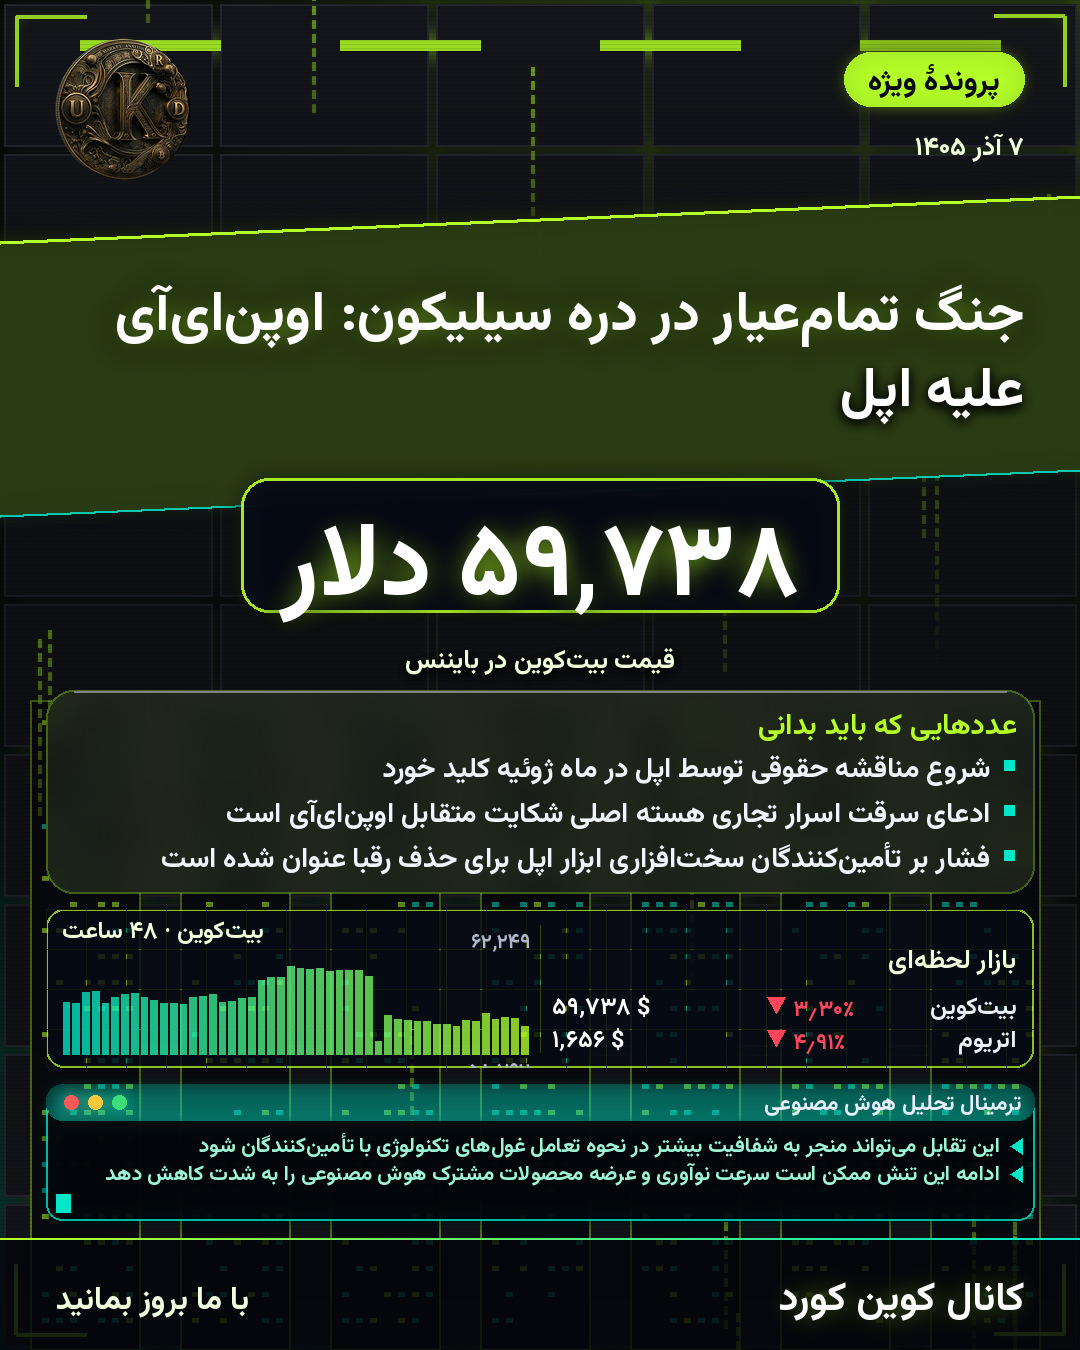 پروندهٔ ویژه
۷ آذر ۱۴۰۵
جنگ تمام‌عیار در دره سیلیکون: اوپن‌ای‌آی
علیه اپل
۵۹,۷۳۸ دلار
قیمت بیت‌کوین در بایننس
عددهایی که باید بدانی
شروع مناقشه حقوقی توسط اپل در ماه ژوئیه کلید خورد
ادعای سرقت اسرار تجاری هسته اصلی شکایت متقابل اوپن‌ای‌آی است
فشار بر تأمین‌کنندگان سخت‌افزاری ابزار اپل برای حذف رقبا عنوان شده است
بازار لحظه‌ای
بیت‌کوین ▼ ۳٫۳۰٪ ۵۹,۷۳۸ $
اتریوم ▼ ۴٫۹۱٪ ۱,۶۵۶ $
بیت‌کوین · ۴۸ ساعت
۶۲,۲۴۹
ترمینال تحلیل هوش مصنوعی
این تقابل می‌تواند منجر به شفافیت بیشتر در نحوه تعامل غول‌های تکنولوژی با تأمین‌کنندگان شود
ادامه این تنش ممکن است سرعت نوآوری و عرضه محصولات مشترک هوش مصنوعی را به شدت کاهش دهد
کانال کوین کورد
با ما بروز بمانید
K
U
R
D